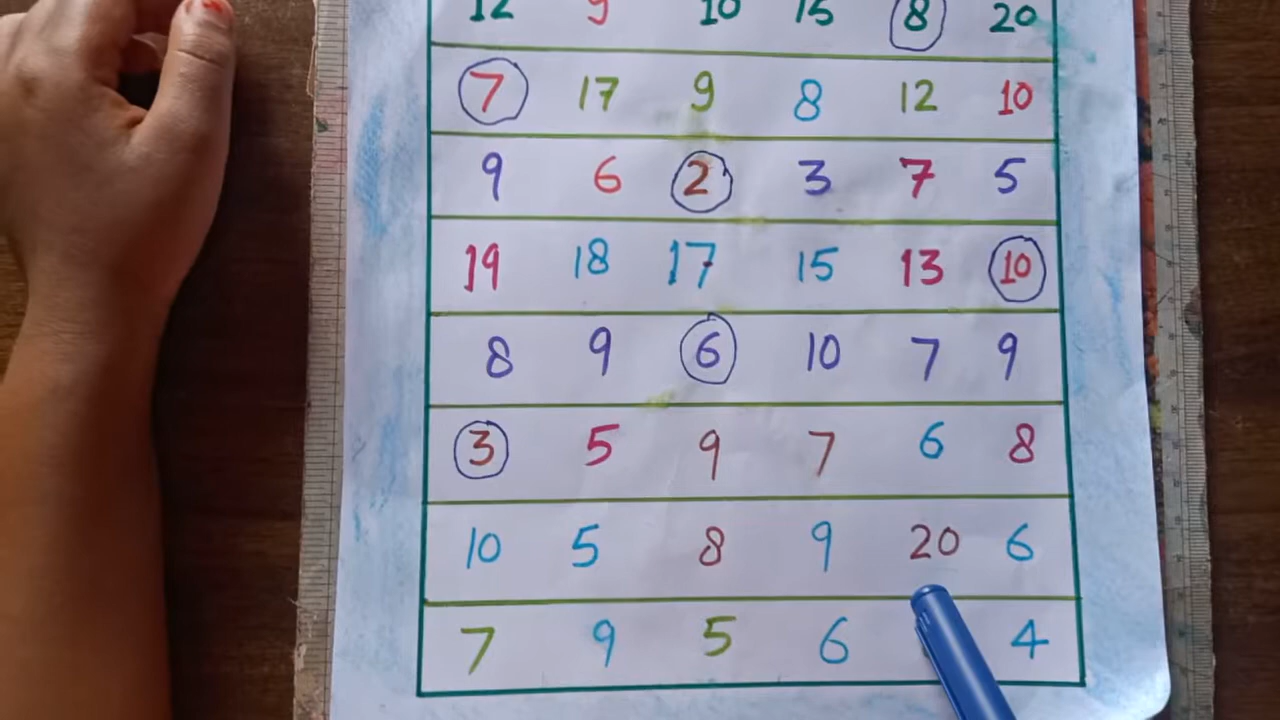 12 9 10 15 8 20
7 17 9 8 12 10
9 6 2 3 7 5
19 18 17 15 13 10
8 9 6 10 7 9
3 5 9 7 6 8
10 5 8 9 20 6
7 9 5 6 4